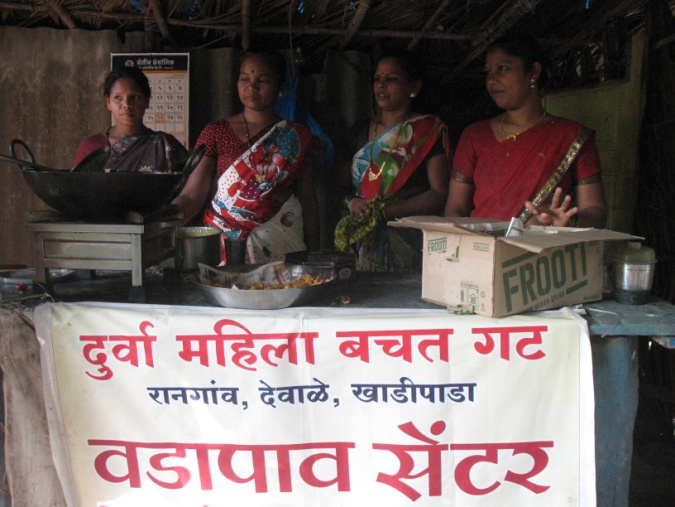 दुर्वा महिला बचत गट
रानगांव, देवाळे, खाडीपाडा
वडापाव सेंटर
FROOTI